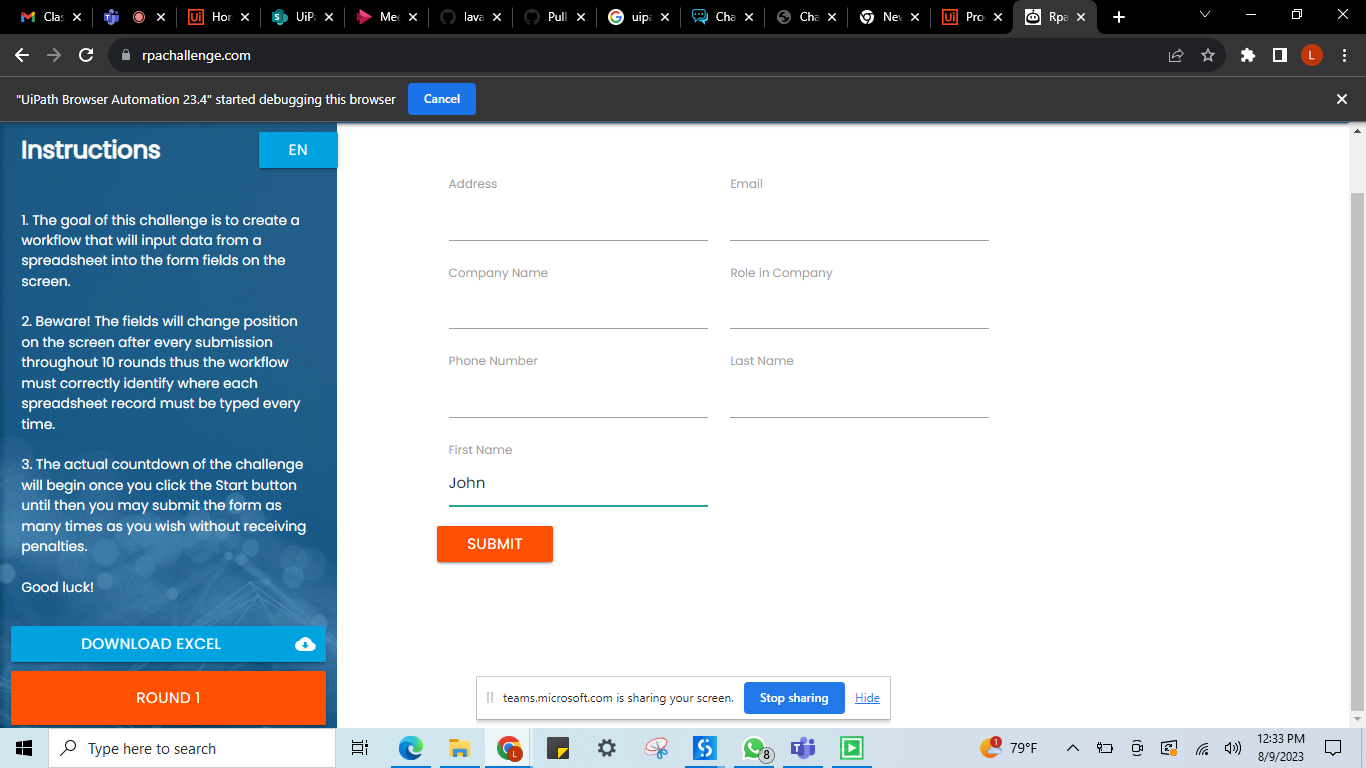 Clas
Hor
UiPa
Mee
Java
Pull
uipa
Cha
Cha
Nev
Pro
Rpa
rpachallenge.com
L
"UiPath Browser Automation 23.4" started debugging this browser
Cancel
Instructions
EN
1. The goal of this challenge is to create a
workflow that will input data from a
spreadsheet into the form fields on the
screen.
2. Beware! The fields will change position
on the screen after every submission
throughout 10 rounds thus the workflow
must correctly identify where each
spreadsheet record must be typed every
time.
3. The actual countdown of the challenge
will begin once you click the Start button
until then you may submit the form as
many times as you wish without receiving
penalties.
Good luck!
DOWNLOAD EXCEL
ROUND 1
Address
Email
Company Name
Role in Company
Phone Number
Last Name
First Name
John
SUBMIT
teams.microsoft.com is sharing your screen.
Stop sharing
Hide
Type here to search
L
8
1
79°F
12:33 PM
8/9/2023